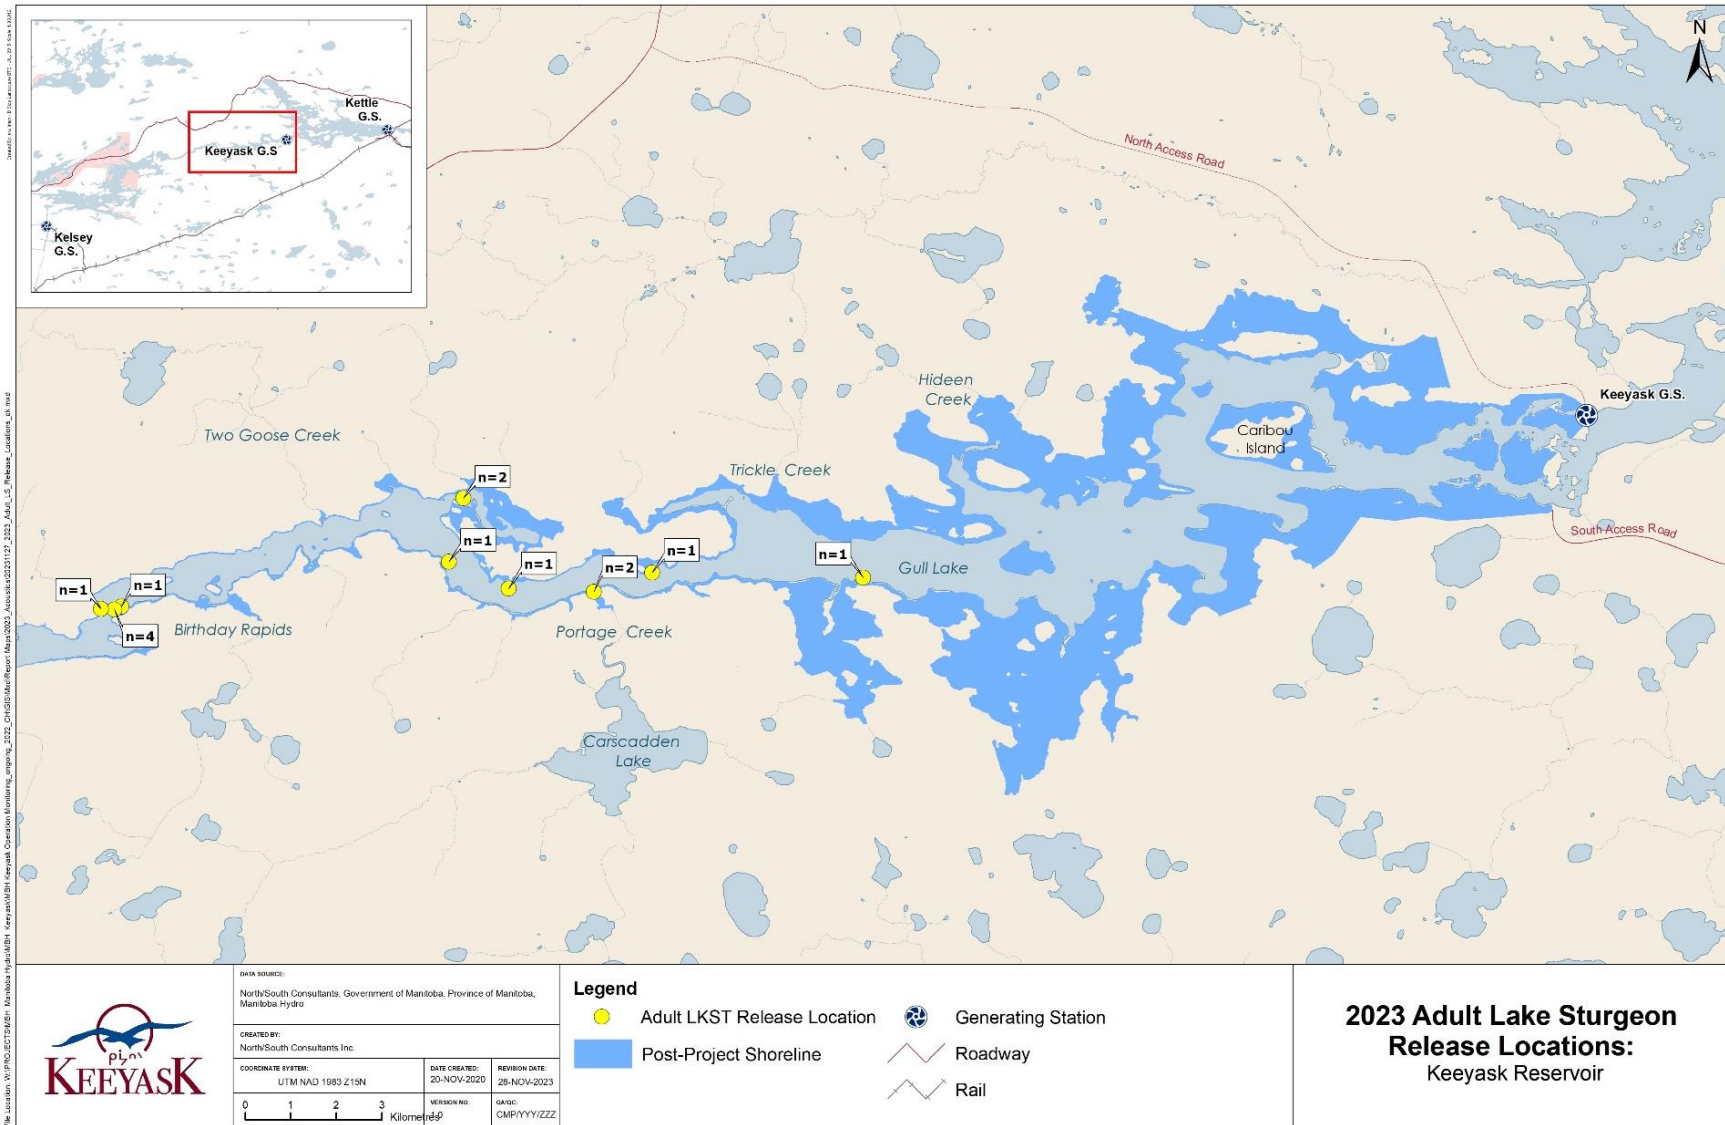 Kettle
G.S.
Keeyask G.S
Kelsey
G.S.
N
North Access Road
Hideen
Creek
Keeyask G.S.
Caribou
Island
Two Goose Creek
Trickle Creek
n=2
n=1
n=1
n=2
n=1
n=1
Gull Lake
South Access Road
n=1
n=1
n=4
Birthday Rapids
Portage Creek
Carscadden
Lake
KEEYASK
DATA SOURCE:
North/South Consultants, Government of Manitoba, Province of Manitoba,
Manitoba Hydro
CREATED BY:
North/South Consultants Inc.
COORDINATE SYSTEM:
UTM NAD 1983 Z15N
DATE CREATED:
20-NOV-2020
REVISION DATE:
28-NOV-2023
0 1 2 3
Kilometres
VERSION NO:
1.0
QA/QC:
CMP/YYY/ZZZ
Legend
Adult LKST Release Location
Post-Project Shoreline
Generating Station
Roadway
Rail
2023 Adult Lake Sturgeon
Release Locations:
Keeyask Reservoir